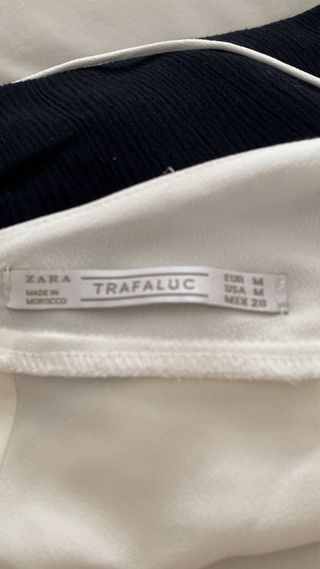 ZARA
MADE IN
MOROCCO
TRAFALUC
EUR M
USA M
MEX 28